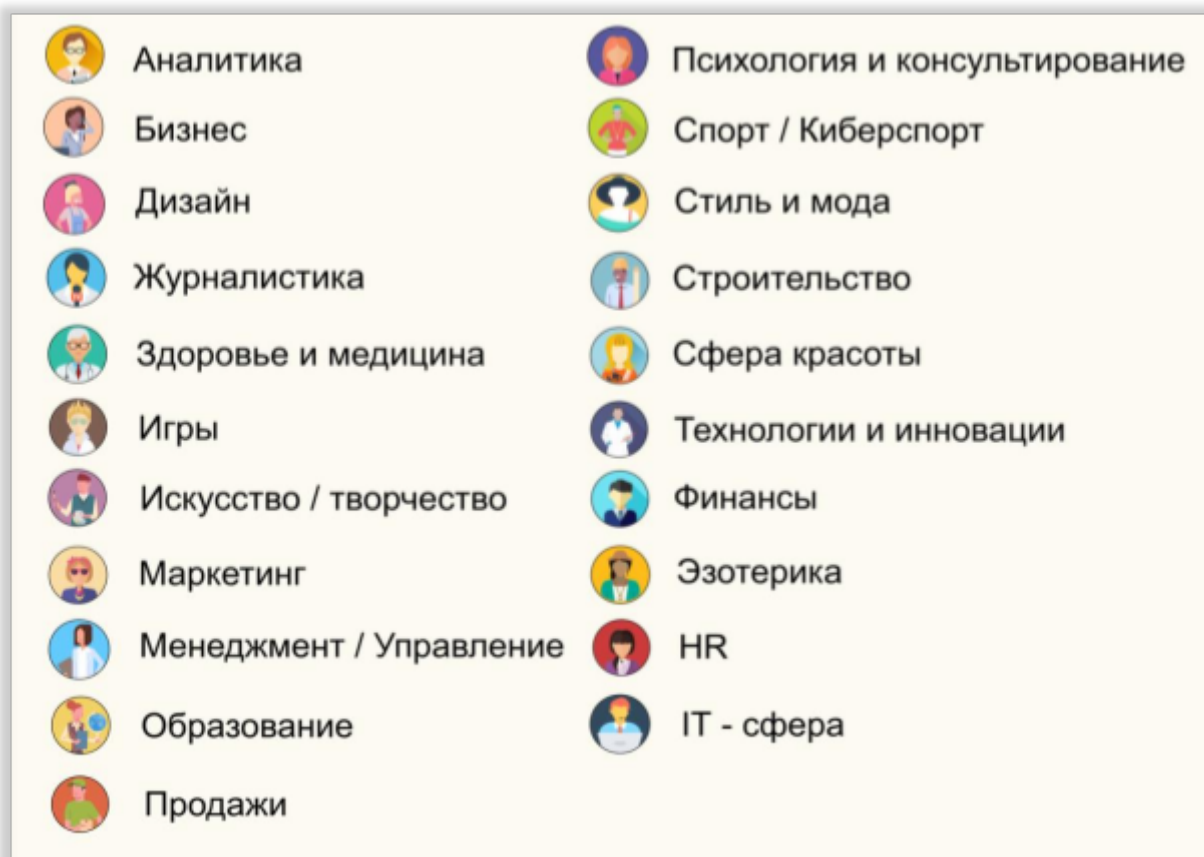 Аналитика
Бизнес
Дизайн
Журналистика
Здоровье и медицина
Игры
Искусство / творчество
Маркетинг
Менеджмент / Управление
Образование
Продажи
Психология и консультирование
Спорт / Киберспорт
Стиль и мода
Строительство
Сфера красоты
Технологии и инновации
Финансы
Эзотерика
HR
IT - сфера